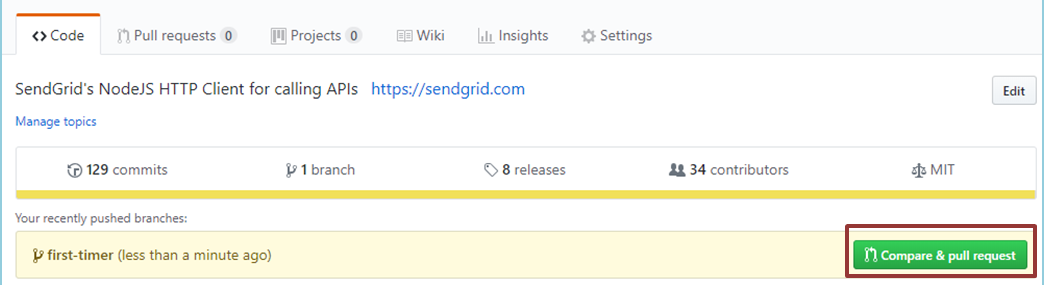 Code Pull requests 0 Projects 0 Wiki Insights Settings
SendGrid's NodeJS HTTP Client for calling APIs https://sendgrid.com Edit
Manage topics
129 commits 1 branch 8 releases 34 contributors MIT
Your recently pushed branches:
first-timer (less than a minute ago) Compare & pull request